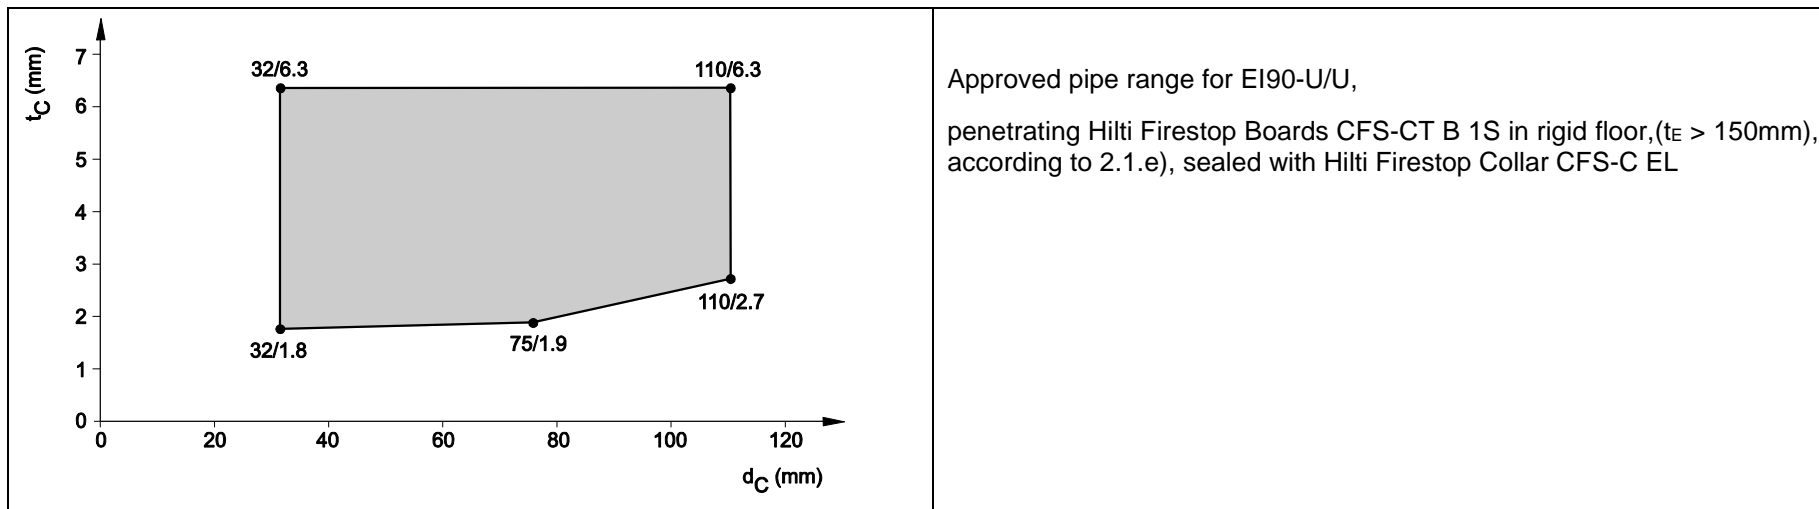 tC (mm)
7
6
5
4
3
2
1
0
32/6.3
110/6.3
32/1.8
75/1.9
110/2.7
0 20 40 60 80 100 120
dC (mm)
Approved pipe range for EI90-U/U,
penetrating Hilti Firestop Boards CFS-CT B 1S in rigid floor,(tE > 150mm),
according to 2.1.e), sealed with Hilti Firestop Collar CFS-C EL